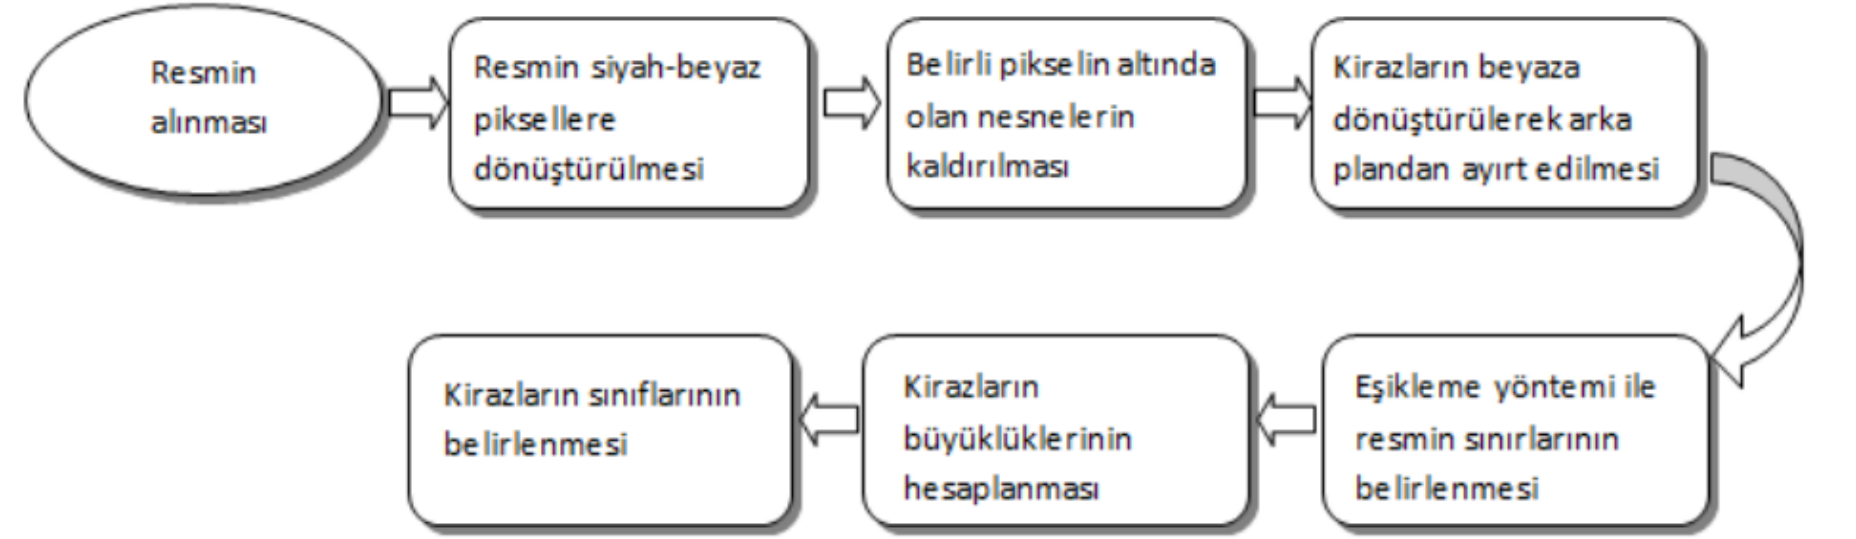 Resmin
alınması
Resmin siyah-beyaz
piksellere
dönüştürülmesi
Belirli pikselin altında
olan nesnelerin
kaldırılması
Kirazların beyaza
dönüştürülerek arka
plandan ayırt edilmesi
Eşikleme yöntemi ile
resmin sınırlarının
belirlenmesi
Kirazların
büyüklüklerinin
hesaplanması
Kirazların sınıflarının
belirlenmesi